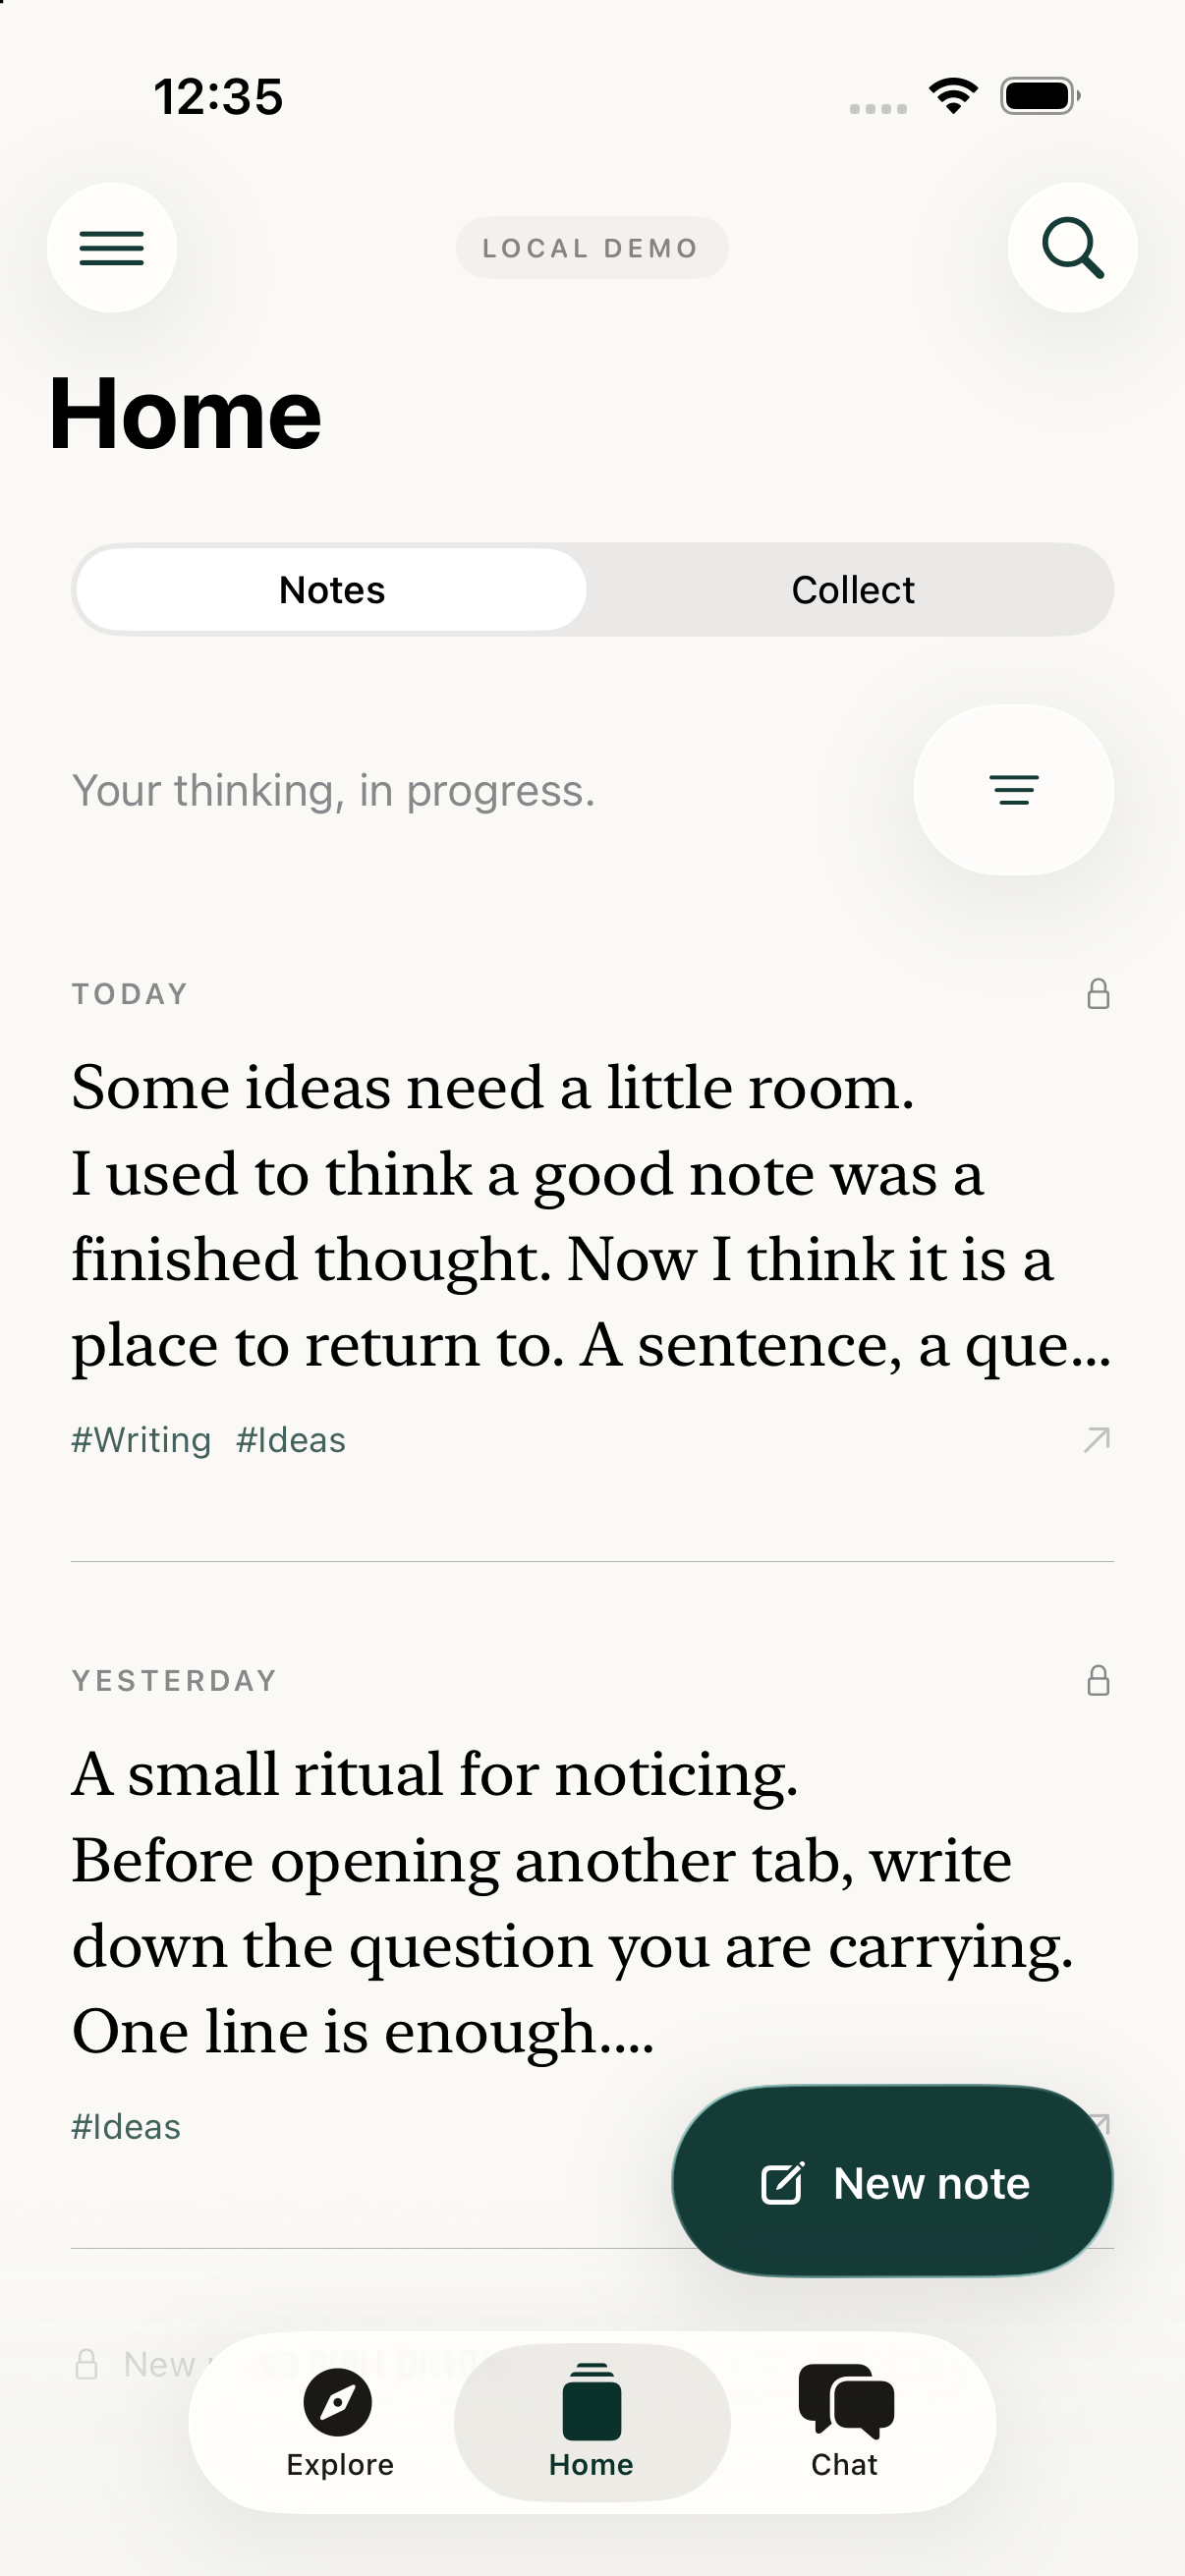 12:35
LOCAL DEMO
Home
Notes
Collect
Your thinking, in progress.
TODAY
Some ideas need a little room.
I used to think a good note was a
finished thought. Now I think it is a
place to return to. A sentence, a que...
#Writing #Ideas
YESTERDAY
A small ritual for noticing.
Before opening another tab, write
down the question you are carrying.
One line is enough....
#Ideas
New note
New
Explore
Home
Chat